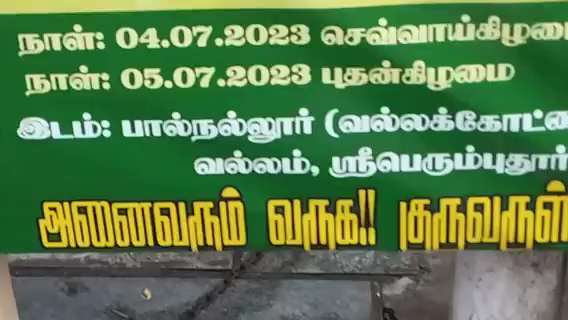 நாள்: 04.07.2023 செவ்வாய்கிழமை
நாள்: 05.07.2023 புதன்கிழமை
இடம்: பால்நல்லூர் (வல்லக்கோட்டை
வல்லம், ஸ்ரீபெரும்புதூர்
அனைவரும் வருக!! குருவருள்